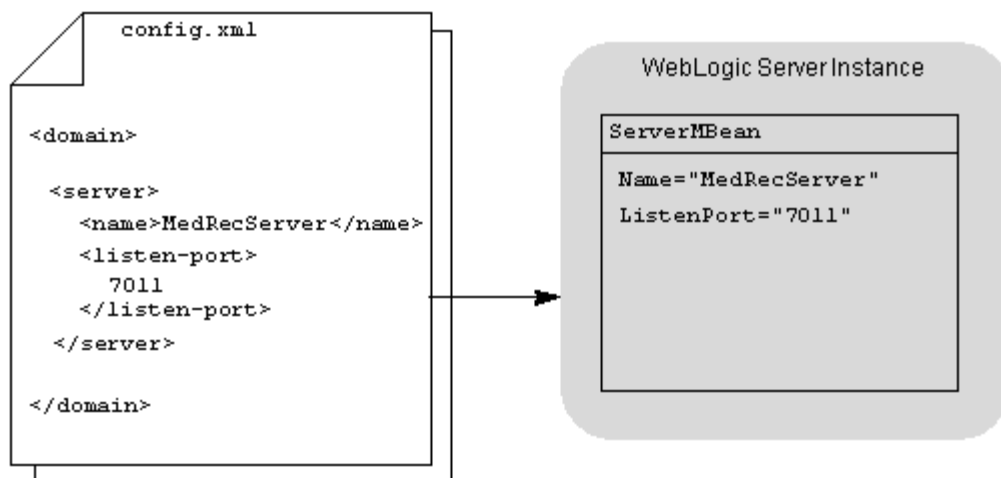 config.xml
<domain>
<server>
<name>MedRecServer</name>
<listen-port>
7011
</listen-port>
</server>
</domain>
WebLogic Server Instance
ServerMBean
Name="MedRecServer"
ListenPort="7011"